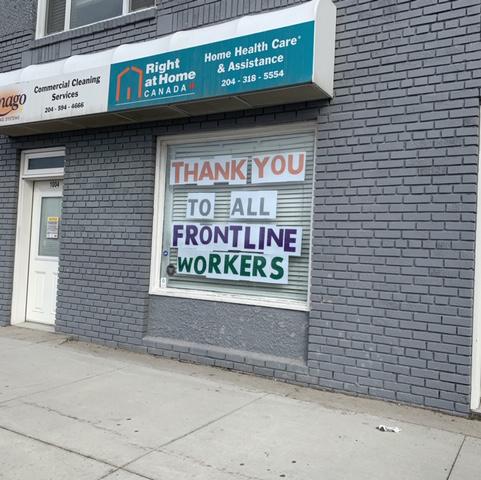 Commercial Cleaning
Services
204 - 594 - 6666
Right
at Home
CANADA
Home Health Care
& Assistance
204 - 318 - 5554
1004
THANK YOU
TO ALL
FRONTLINE
WORKERS